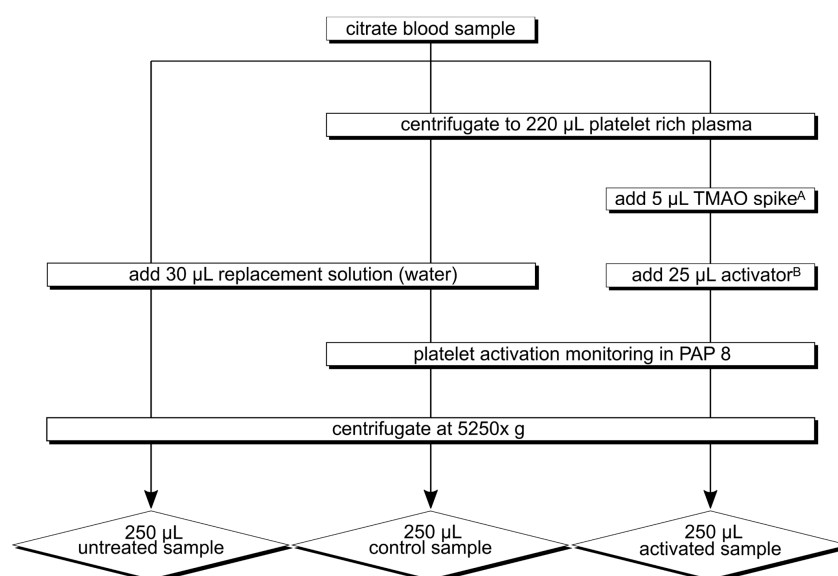 citrate blood sample
centrifugate to 220 µL platelet rich plasma
add 5 µL TMAO spikeᴬ
add 30 µL replacement solution (water)
add 25 µL activatorᴮ
platelet activation monitoring in PAP 8
centrifugate at 5250x g
250 µL
untreated sample
250 µL
control sample
250 µL
activated sample